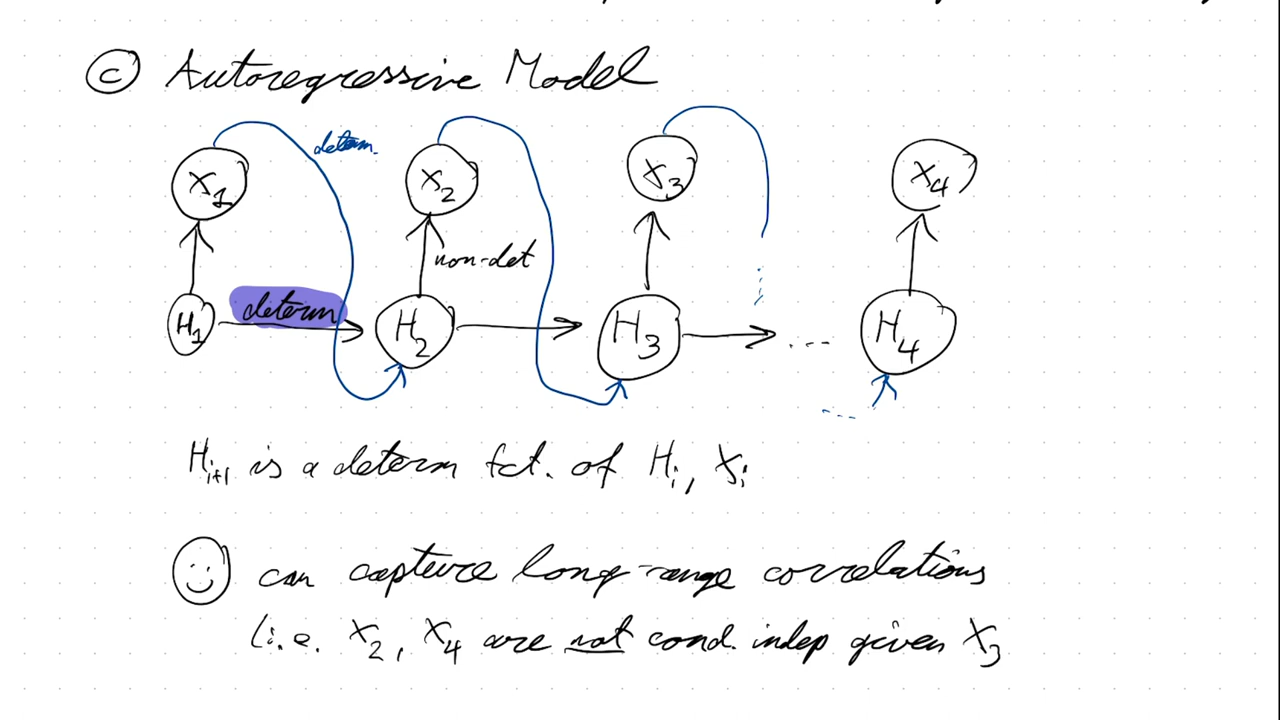 ⓒ Autoregressive Model
determ.
X1 X2 X3 X4
non-det
determ
H1 H2 H3 ... H4
Hi+1 is a determ fct. of Hi, Xi
can capture long-range correlations
(i.e. X2, X4 are not cond. indep given X3